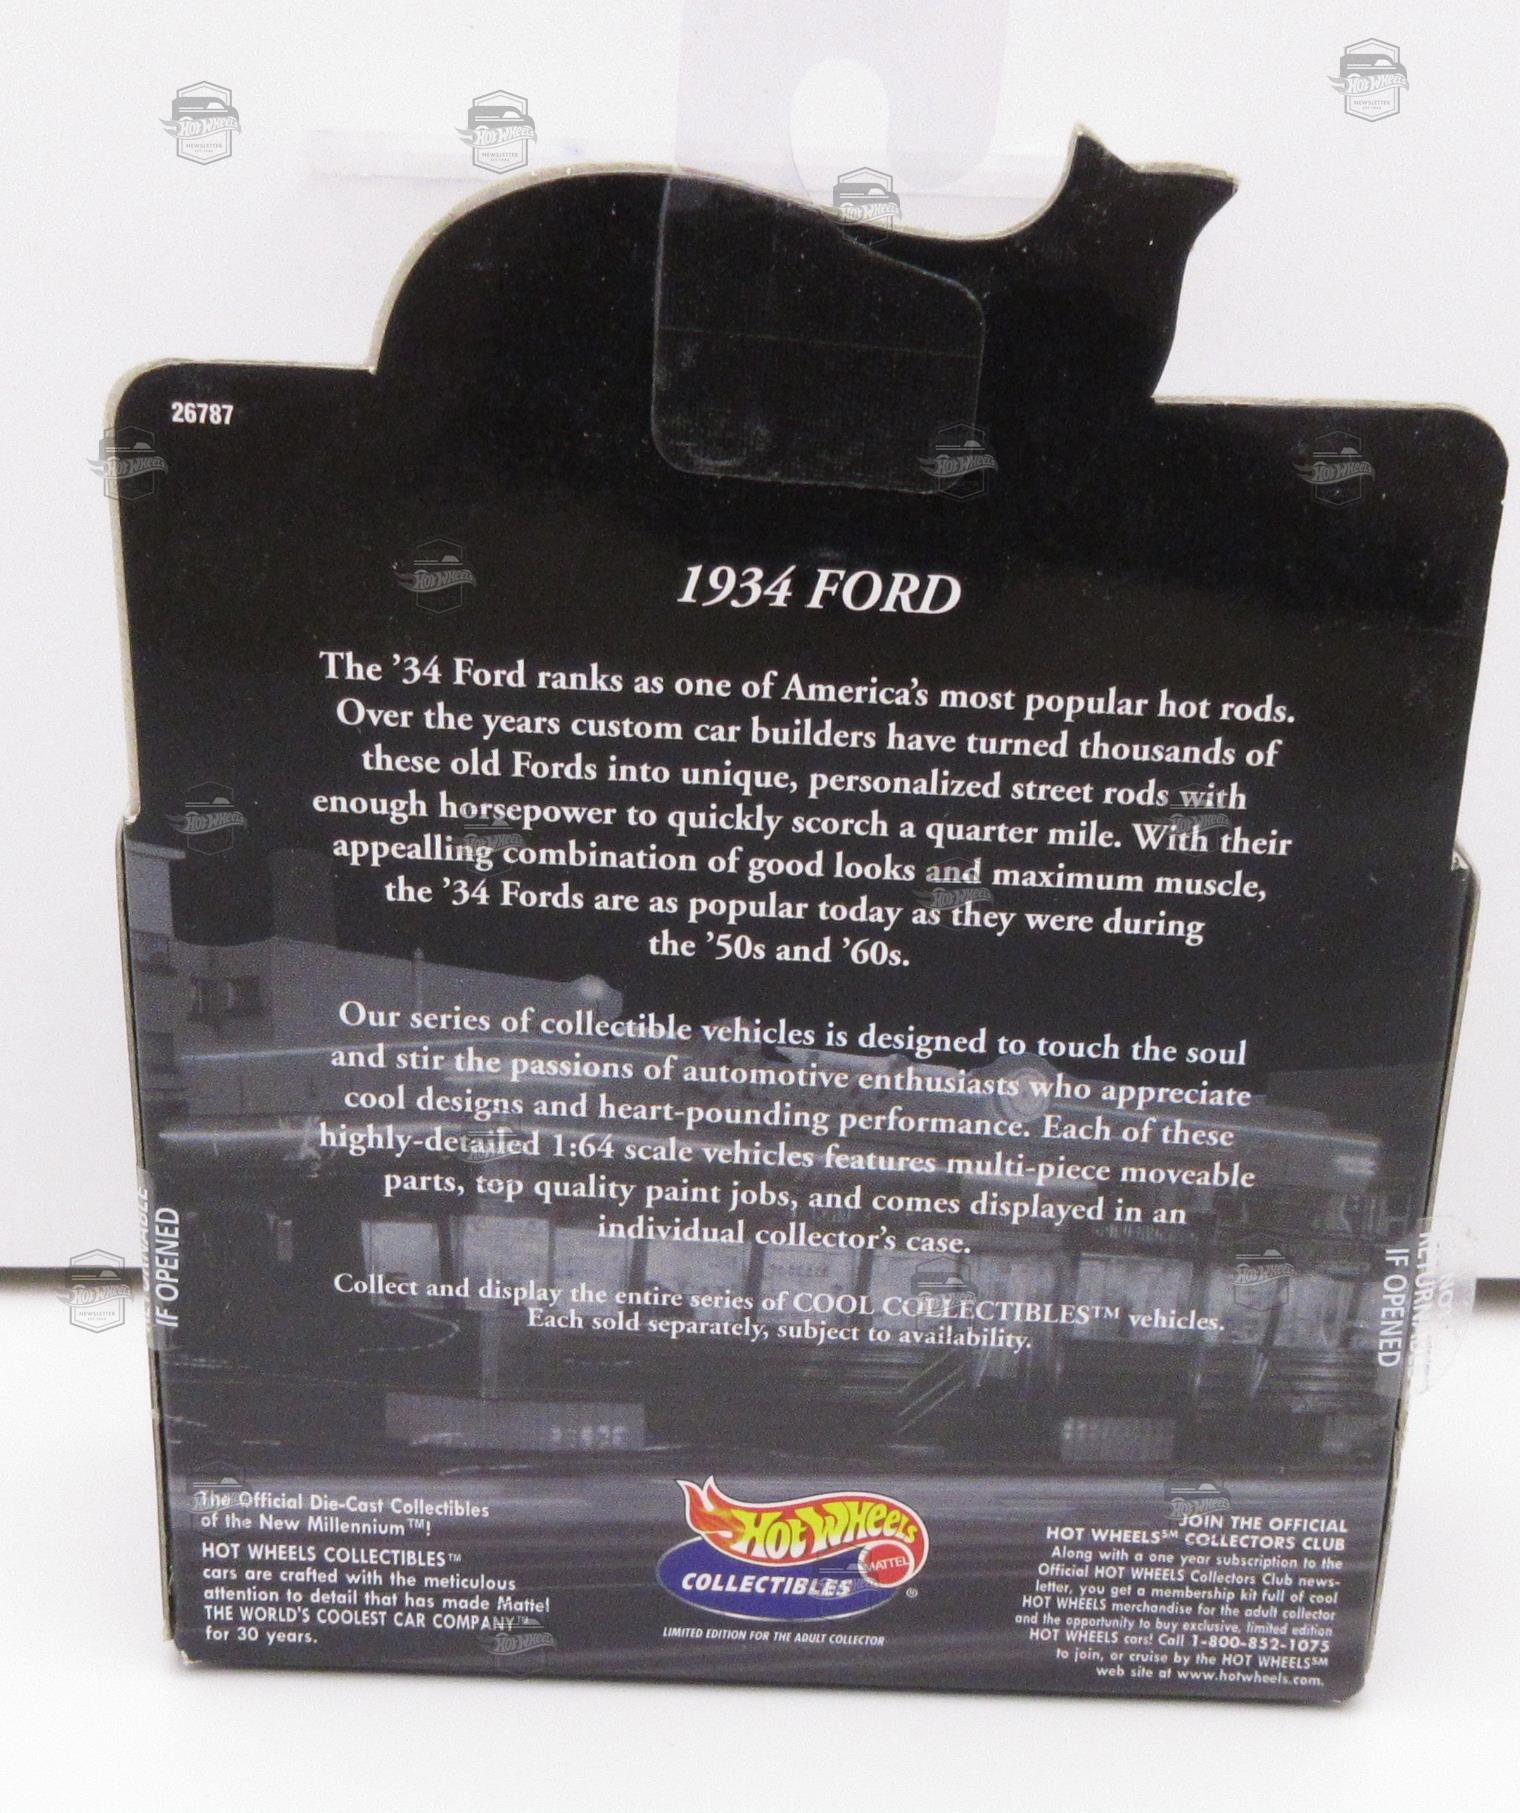 26787
1934 FORD
The ’34 Ford ranks as one of America’s most popular hot rods.
Over the years custom car builders have turned thousands of
these old Fords into unique, personalized street rods with
enough horsepower to quickly scorch a quarter mile. With their
appealling combination of good looks and maximum muscle,
the ’34 Fords are as popular today as they were during
the ’50s and ’60s.
Our series of collectible vehicles is designed to touch the soul
and stir the passions of automotive enthusiasts who appreciate
cool designs and heart-pounding performance. Each of these
highly-detailed 1:64 scale vehicles features multi-piece moveable
parts, top quality paint jobs, and comes displayed in an
individual collector’s case.
Collect and display the entire series of COOL COLLECTIBLES™ vehicles.
Each sold separately, subject to availability.
IF OPENED
IF OPENED
The Official Die-Cast Collectibles
of the New Millennium™!
HOT WHEELS COLLECTIBLES™
cars are crafted with the meticulous
attention to detail that has made Mattel
THE WORLD'S COOLEST CAR COMPANY™
for 30 years.
Hot Wheels
MATTEL
COLLECTIBLES ®
LIMITED EDITION FOR THE ADULT COLLECTOR
JOIN THE OFFICIAL
HOT WHEELS℠ COLLECTORS CLUB
Along with a one year subscription to the
Official HOT WHEELS Collectors Club news-
letter, you get a membership kit full of cool
HOT WHEELS merchandise for the adult collector
and the opportunity to buy exclusive, limited edition
HOT WHEELS cars! Call 1-800-852-1075
to join, or cruise by the HOT WHEELS℠
web site at www.hotwheels.com.
HOT WHEELS
NEWSLETTER